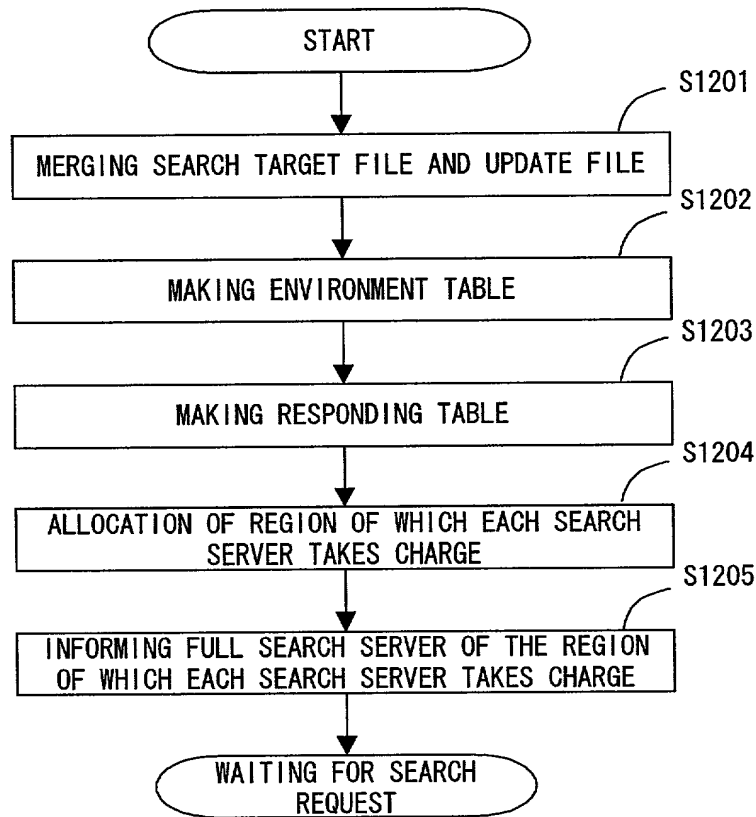 START
S1201
MERGING SEARCH TARGET FILE AND UPDATE FILE
S1202
MAKING ENVIRONMENT TABLE
S1203
MAKING RESPONDING TABLE
S1204
ALLOCATION OF REGION OF WHICH EACH SEARCH
SERVER TAKES CHARGE
S1205
INFORMING FULL SEARCH SERVER OF THE REGION
OF WHICH EACH SEARCH SERVER TAKES CHARGE
WAITING FOR SEARCH
REQUEST